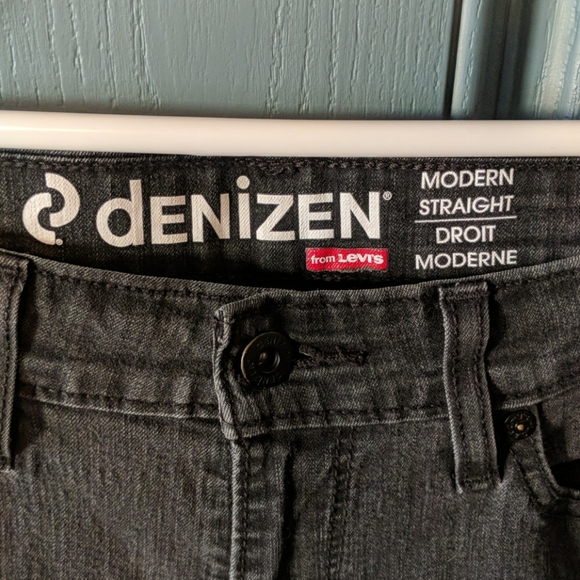 dENiZEN®
from Levi's
MODERN
STRAIGHT
DROIT
MODERNE